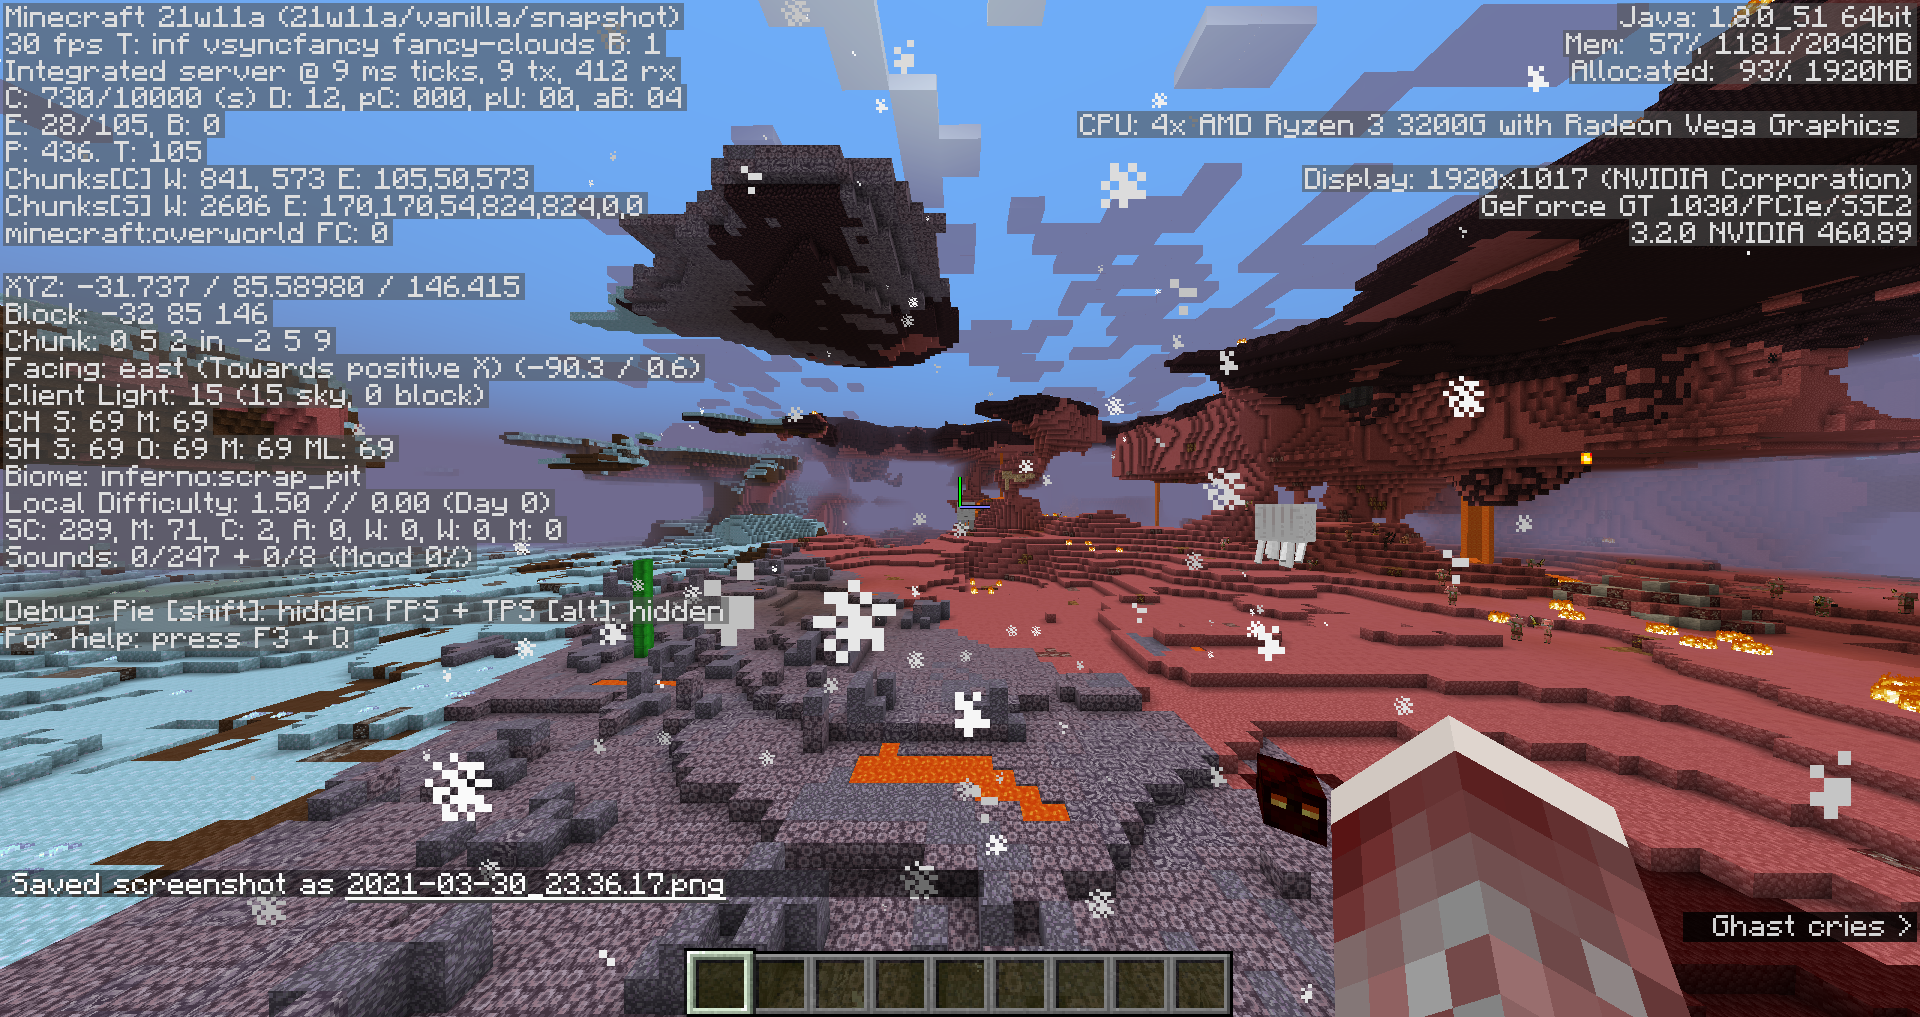 Minecraft 21w11a (21w11a/vanilla/snapshot)
30 fps T: inf vsyncfancy fancy-clouds B: 1
Integrated server @ 9 ms ticks, 9 tx, 412 rx
C: 730/10000 (s) D: 12, pC: 000, pU: 00, aB: 04
E: 28/105, B: 0
P: 436. T: 105
Chunks[C] W: 841, 573 E: 105,50,573
Chunks[S] W: 2606 E: 170,170,54,824,824,0,0
minecraft:overworld FC: 0
XYZ: -31.737 / 85.58980 / 146.415
Block: -32 85 146
Chunk: 0 5 2 in -2 5 9
Facing: east (Towards positive X) (-90.3 / 0.6)
Client Light: 15 (15 sky, 0 block)
CH S: 69 M: 69
SH S: 69 O: 69 M: 69 ML: 69
Biome: inferno:scrap_pit
Local Difficulty: 1.50 // 0.00 (Day 0)
SC: 289, M: 71, C: 2, A: 0, W: 0, W: 0, M: 0
Sounds: 0/247 + 0/8 (Mood 0%)
Debug: Pie [shift]: hidden FPS + TPS [alt]: hidden
For help: press F3 + Q
Java: 1.8.0_51 64bit
Mem: 57% 1181/2048MB
Allocated: 93% 1920MB
CPU: 4x AMD Ryzen 3 3200G with Radeon Vega Graphics
Display: 1920x1017 (NVIDIA Corporation)
GeForce GT 1030/PCIe/SSE2
3.2.0 NVIDIA 460.89
Saved screenshot as 2021-03-30_23.36.17.png
Ghast cries >